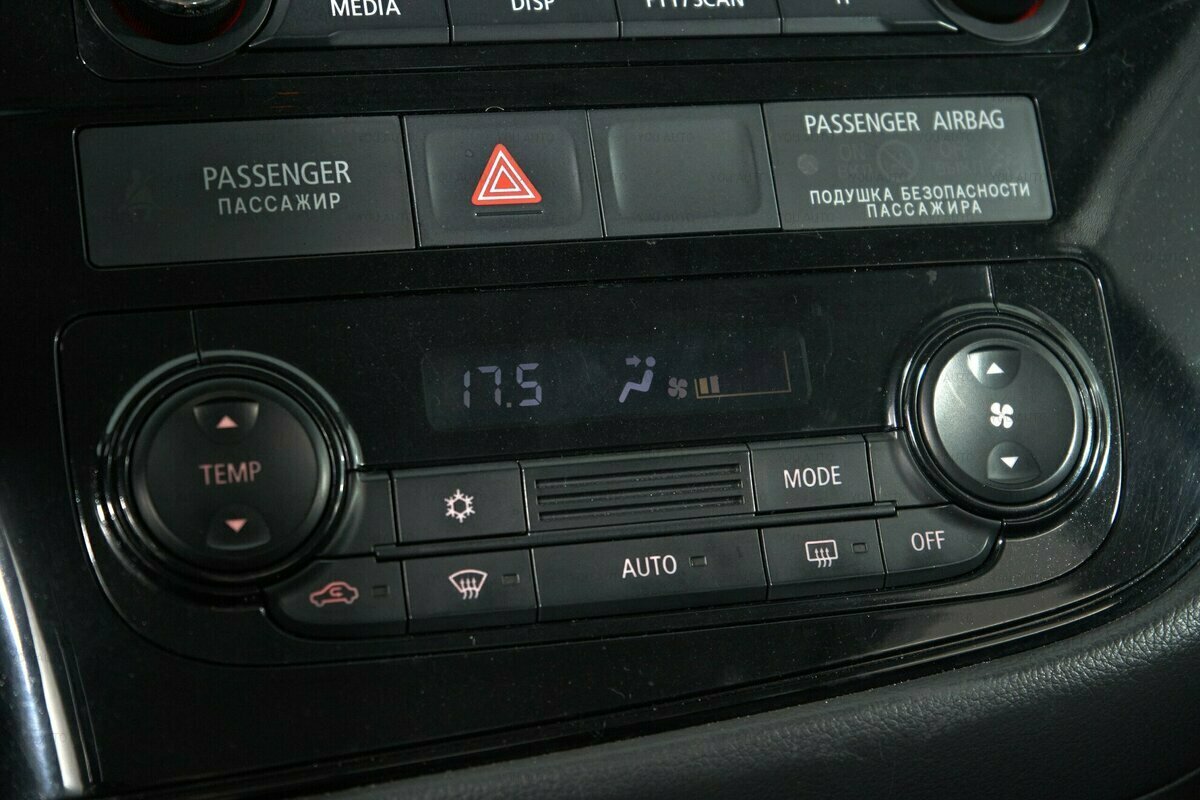 MEDIA
DISP
PASSENGER
ПАССАЖИР
PASSENGER AIRBAG
ПОДУШКА БЕЗОПАСНОСТИ
ПАССАЖИРА
17.5
TEMP
MODE
AUTO
OFF